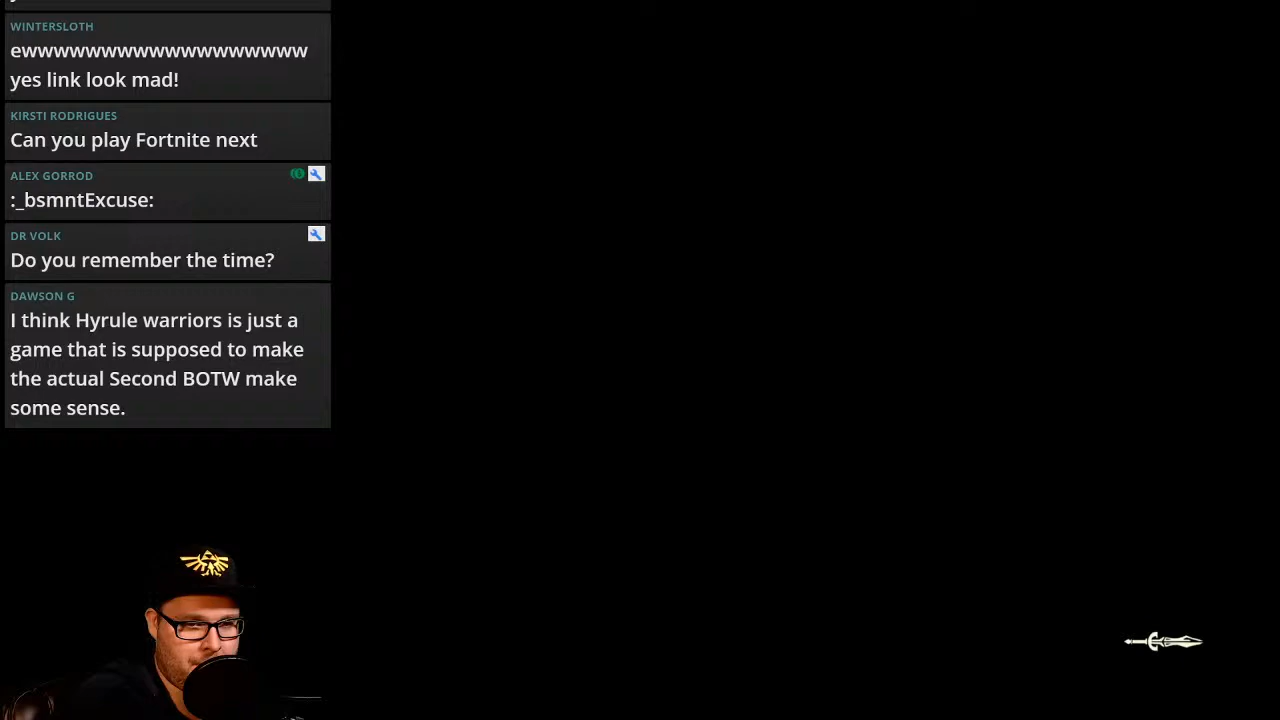 WINTERSLOTH
ewwwwwwwwwwwwwwwwww
yes link look mad!
KIRSTI RODRIGUES
Can you play Fortnite next
ALEX GORROD
:_bsmntExcuse:
DR VOLK
Do you remember the time?
DAWSON G
I think Hyrule warriors is just a
game that is supposed to make
the actual Second BOTW make
some sense.